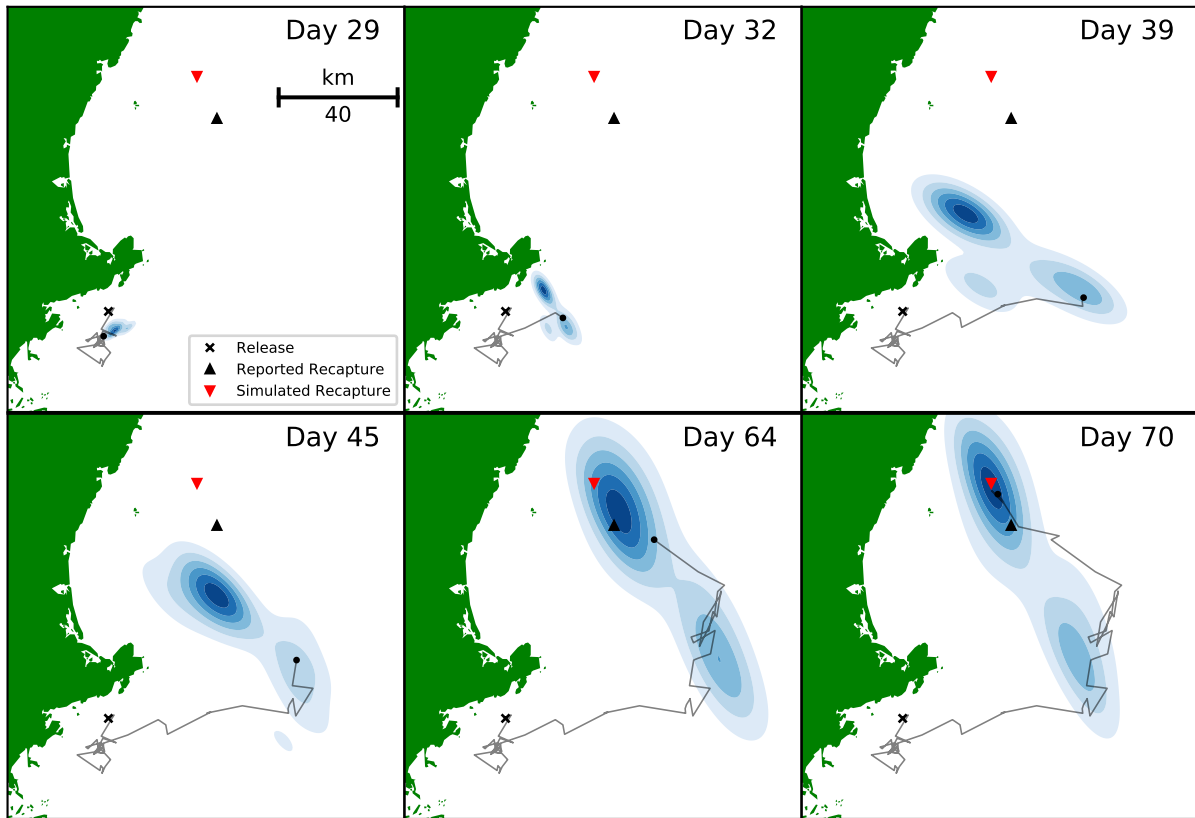 Day 29
Day 32
Day 39
km
40
Release
Reported Recapture
Simulated Recapture
Day 45
Day 64
Day 70